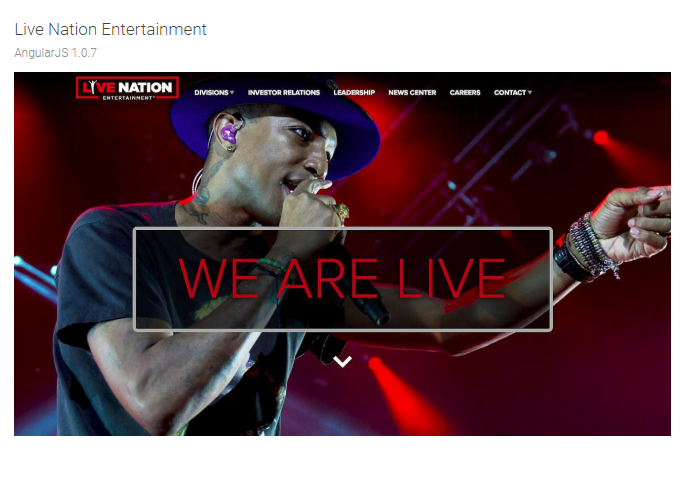 Live Nation Entertainment
AngularJS 1.0.7
LIVE NATION
ENTERTAINMENT
DIVISIONS INVESTOR RELATIONS LEADERSHIP NEWS CENTER CAREERS CONTACT
WE ARE LIVE